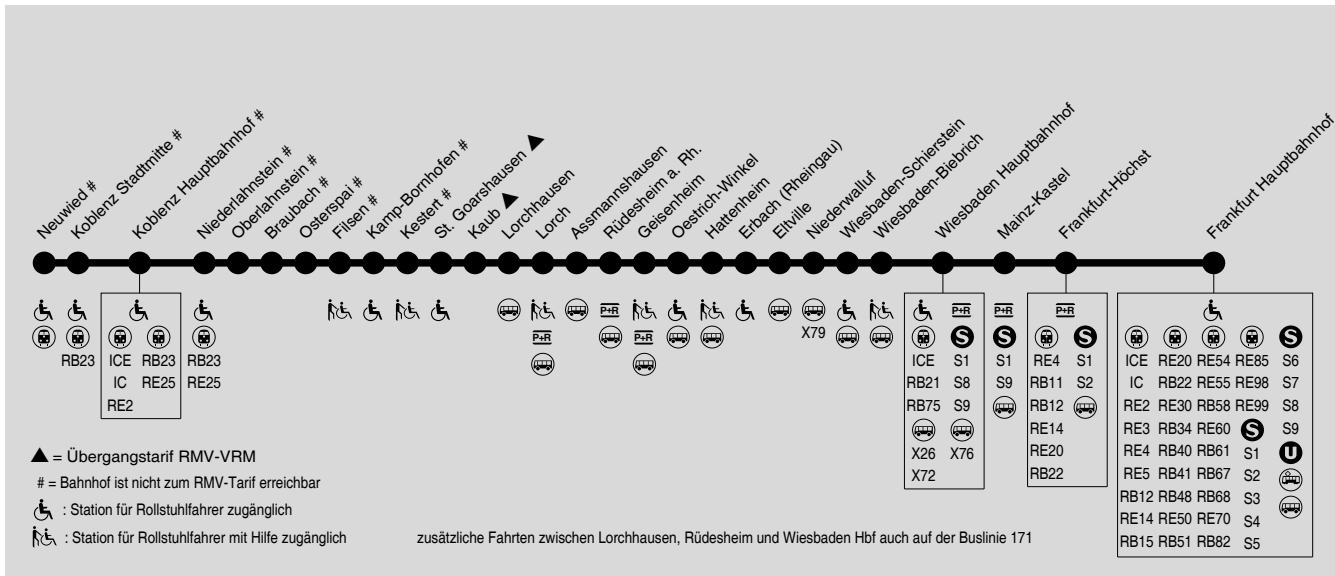 Neuwied #
Koblenz Stadtmitte #
Koblenz Hauptbahnhof #
Niederlahnstein #
Oberlahnstein #
Braubach #
Osterspai #
Filsen #
Kamp-Bornhofen #
Kestert #
St. Goarshausen ▲
Kaub ▲
Lorchhausen
Lorch
Assmannshausen
Rüdesheim a. Rh.
Geisenheim
Oestrich-Winkel
Hattenheim
Erbach (Rheingau)
Eltville
Niederwalluf
Wiesbaden-Schierstein
Wiesbaden-Biebrich
Wiesbaden Hauptbahnhof
Mainz-Kastel
Frankfurt-Höchst
Frankfurt Hauptbahnhof
RB23
ICE RB23
IC RE25
RE2
RB23
RE25
P+R
P+R
P+R
X79
P+R
S
ICE S1
RB21 S8
RB75 S9
X26 X76
X72
P+R
S
S1
S9
P+R
S
RE4 S1
RB11 S2
RB12
RE14
RE20
RB22
S
ICE RE20 RE54 RE85 S6
IC RB22 RE55 RE98 S7
RE2 RE30 RB58 RE99 S8
RE3 RB34 RE60 S S9
RE4 RB40 RB61 S1 U
RE5 RB41 RB67 S2
RB12 RB48 RB68 S3
RE14 RE50 RE70 S4
RB15 RB51 RB82 S5
▲ = Übergangstarif RMV-VRM
# = Bahnhof ist nicht zum RMV-Tarif erreichbar
: Station für Rollstuhlfahrer zugänglich
: Station für Rollstuhlfahrer mit Hilfe zugänglich
zusätzliche Fahrten zwischen Lorchhausen, Rüdesheim und Wiesbaden Hbf auch auf der Buslinie 171